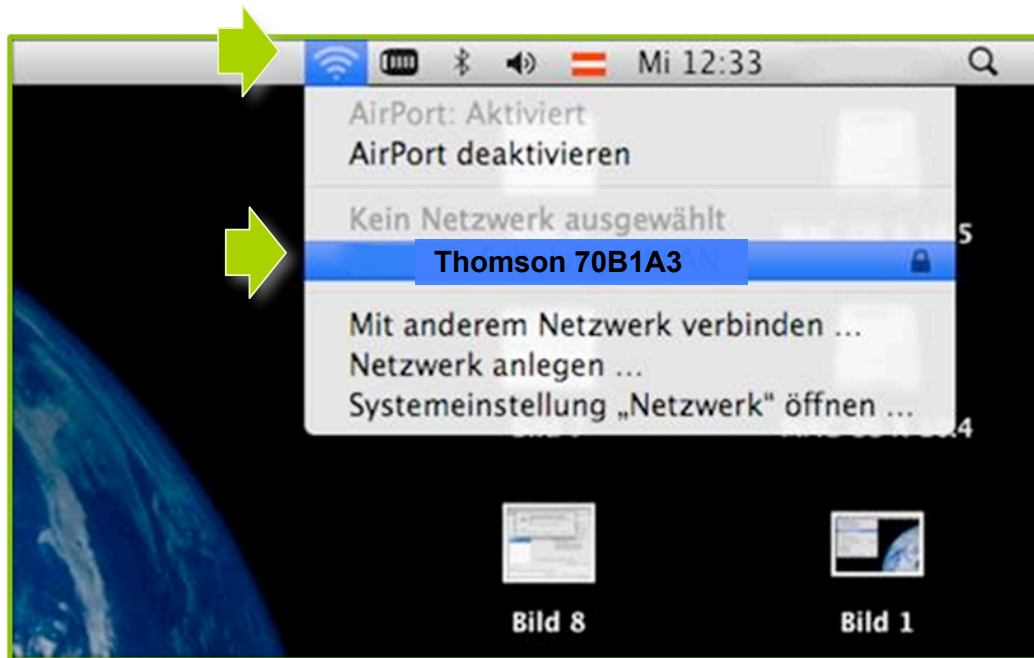 Mi 12:33
AirPort: Aktiviert
AirPort deaktivieren
Kein Netzwerk ausgewählt
5
Thomson 70B1A3
Mit anderem Netzwerk verbinden ...
Netzwerk anlegen ...
Systemeinstellung „Netzwerk“ öffnen ...
Bild 8
Bild 1